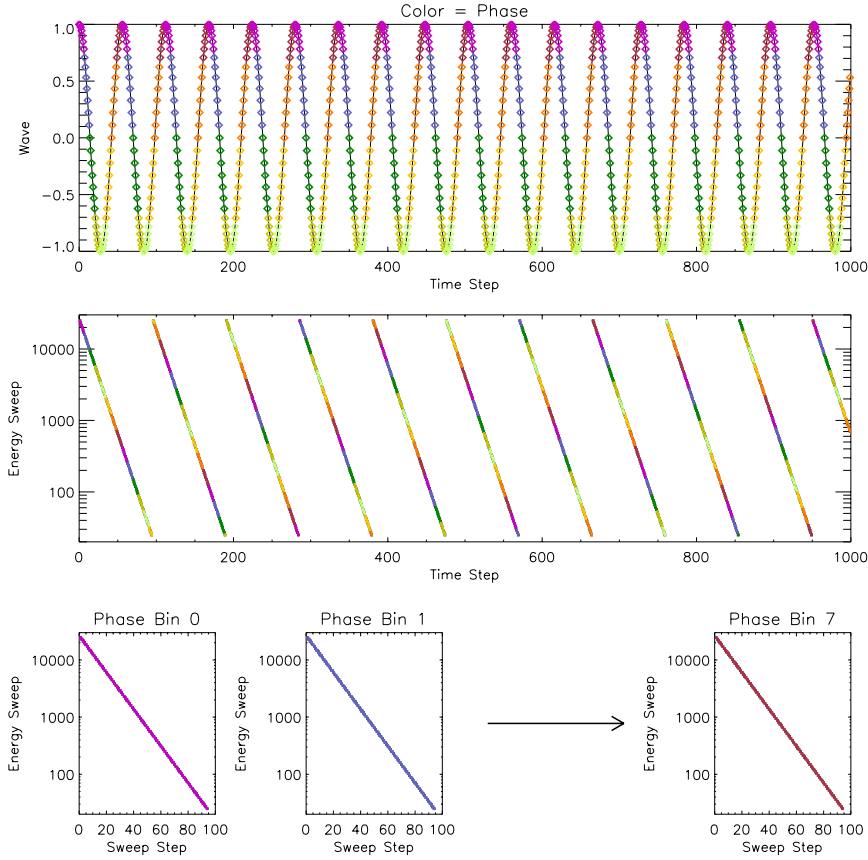 Color = Phase
1.0
0.5
0.0
-0.5
-1.0
Wave
0 200 400 600 800 1000
Time Step
10000
1000
100
Energy Sweep
0 200 400 600 800 1000
Time Step
Phase Bin 0 Phase Bin 1 Phase Bin 7
10000 10000 10000
1000 1000 1000
100 100 100
Energy Sweep Energy Sweep Energy Sweep
0 20 40 60 80 100 0 20 40 60 80 100 0 20 40 60 80 100
Sweep Step Sweep Step Sweep Step